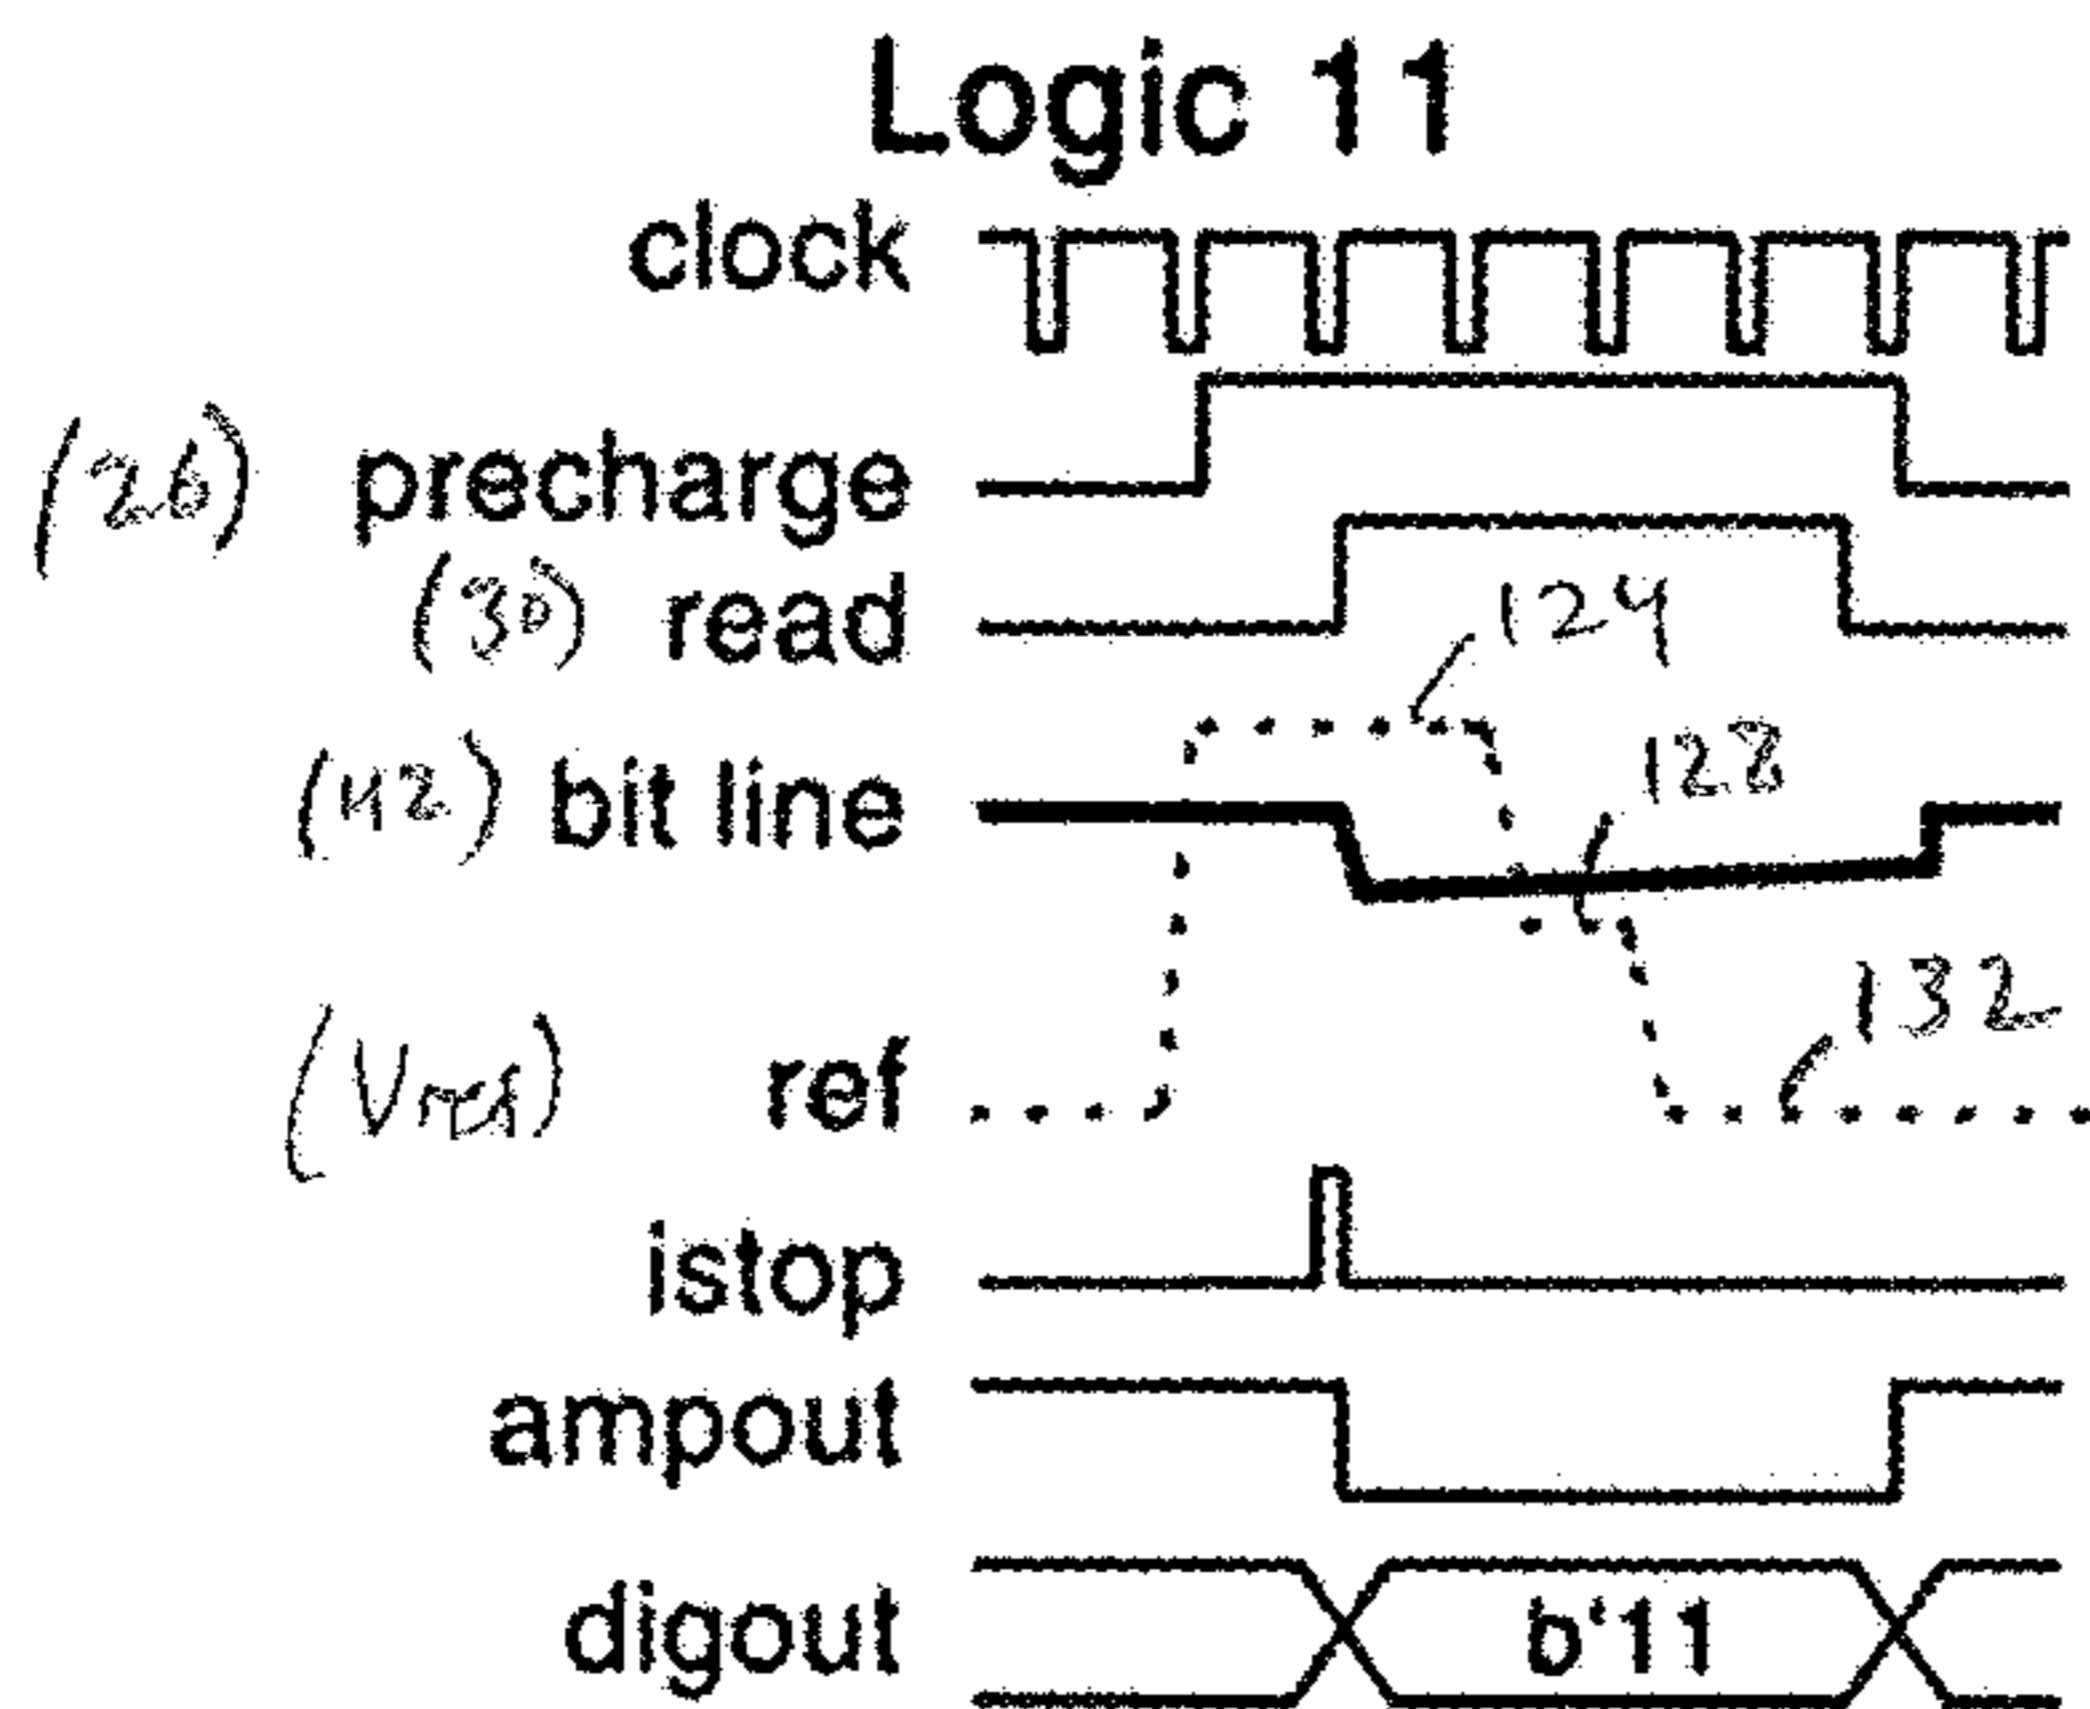 Logic 11
clock
(26) precharge
(30) read
124
(42) bit line
128
132
(Vref) ref
istop
ampout
digout b'11